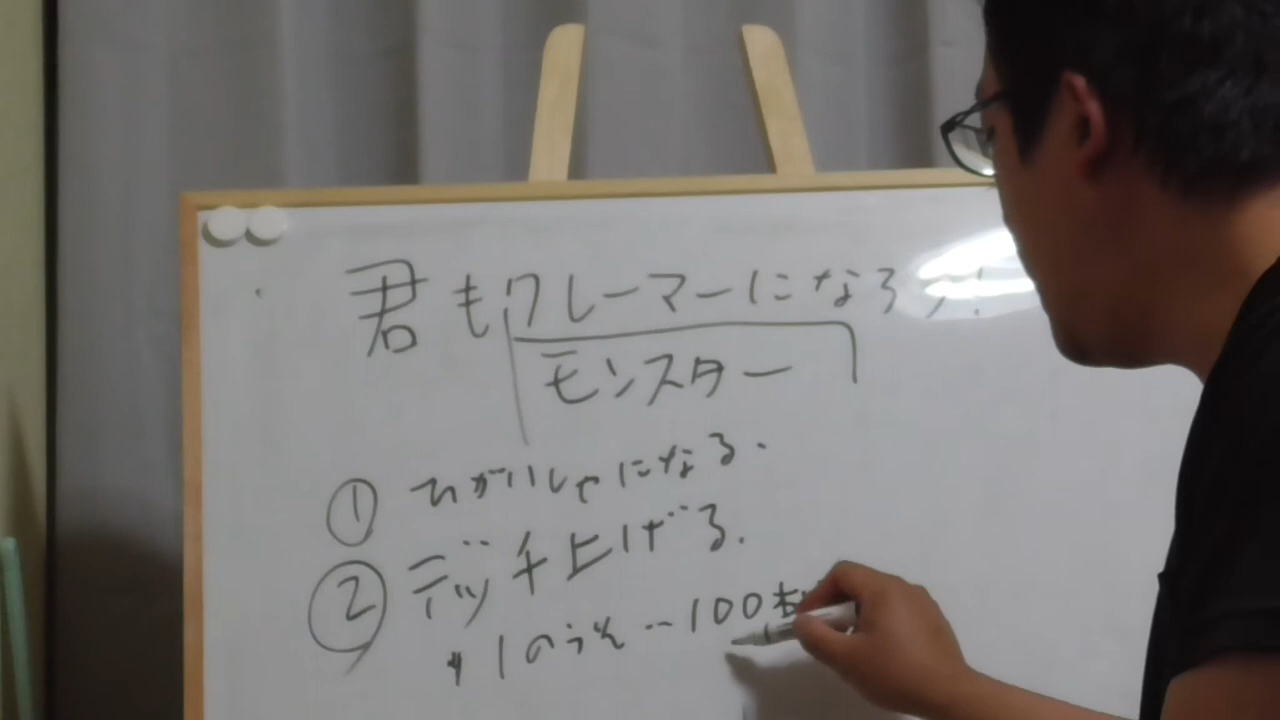 君もクレーマーになろう!
モンスター
① ひがいしゃになる.
② デッチ上げる.
1のうそ…100